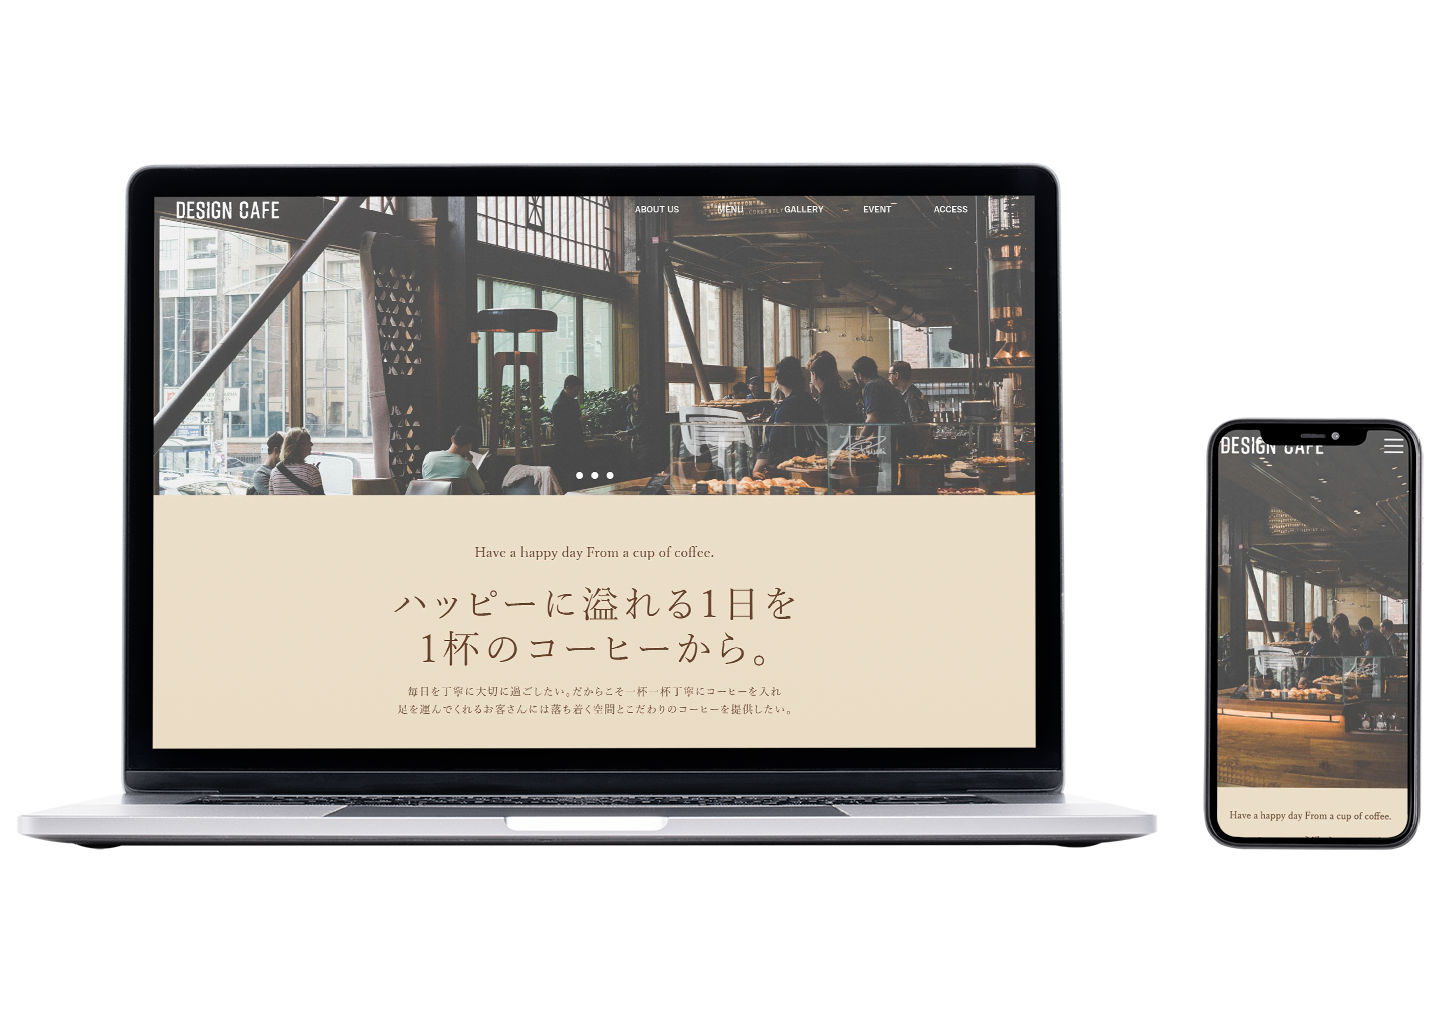 DESIGN CAFE
ABOUT US MENU GALLERY EVENT ACCESS
Have a happy day From a cup of coffee.
ハッピーに溢れる1日を
1杯のコーヒーから。
毎日を丁寧に大切に過ごしたい。だからこそ一杯一杯丁寧にコーヒーを入れ
足を運んでくれるお客さんには落ち着く空間とこだわりのコーヒーを提供したい。
DESIGN CAFE
Have a happy day From a cup of coffee.